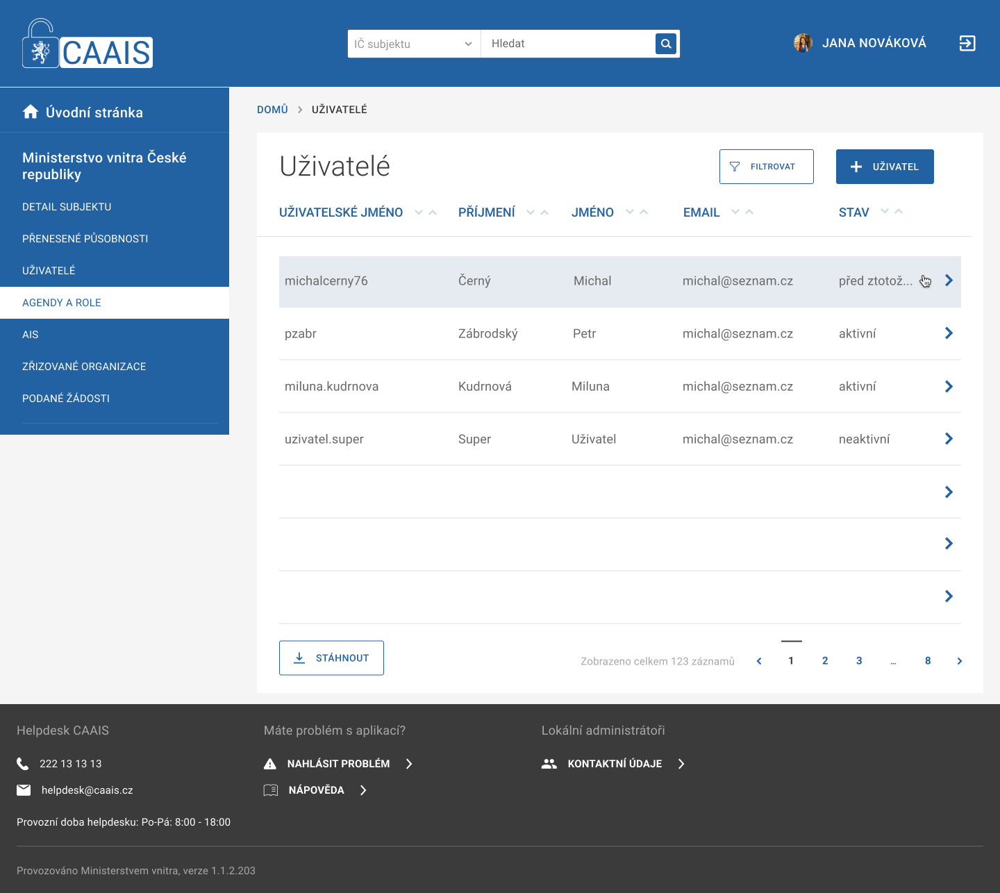 CAAIS
IČ subjektu
Hledat
JANA NOVÁKOVÁ
Úvodní stránka
Ministerstvo vnitra České
republiky
DETAIL SUBJEKTU
PŘENESENÉ PŮSOBNOSTI
UŽIVATELÉ
AGENDY A ROLE
AIS
ZŘIZOVANÉ ORGANIZACE
PODANÉ ŽÁDOSTI
DOMŮ > UŽIVATELÉ
Uživatelé
FILTROVAT
UŽIVATEL
UŽIVATELSKÉ JMÉNO PŘÍJMENÍ JMÉNO EMAIL STAV
michalcerny76 Černý Michal michal@seznam.cz před ztotož...
pzabr Zábrodský Petr michal@seznam.cz aktivní
miluna.kudrnova Kudrnová Miluna michal@seznam.cz aktivní
uzivatel.super Super Uživatel michal@seznam.cz neaktivní
STÁHNOUT
Zobrazeno celkem 123 záznamů 1 2 3 ... 8
Helpdesk CAAIS
222 13 13 13
helpdesk@caais.cz
Provozní doba helpdesku: Po-Pá: 8:00 - 18:00
Máte problém s aplikací?
NAHLÁSIT PROBLÉM
NÁPOVĚDA
Lokální administrátoři
KONTAKTNÍ ÚDAJE
Provozováno Ministerstvem vnitra, verze 1.1.2.203